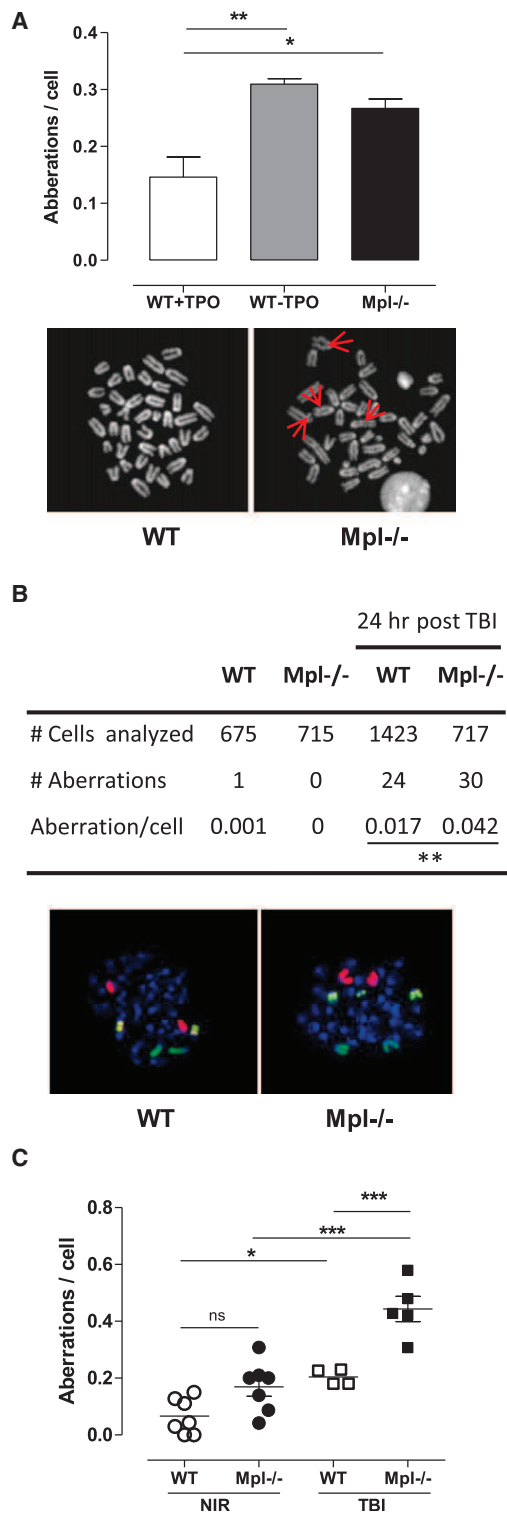 A
Abberations / cell
0.4
0.3
0.2
0.1
0.0
**
*
WT+TPO WT-TPO Mpl-/-
WT Mpl-/-
B
24 hr post TBI
WT Mpl-/- WT Mpl-/-
# Cells analyzed 675 715 1423 717
# Aberrations 1 0 24 30
Aberration/cell 0.001 0 0.017 0.042
**
WT Mpl-/-
C
Aberrations / cell
0.8
0.6
0.4
0.2
0.0
***
***
*
ns
WT Mpl-/- WT Mpl-/-
NIR TBI